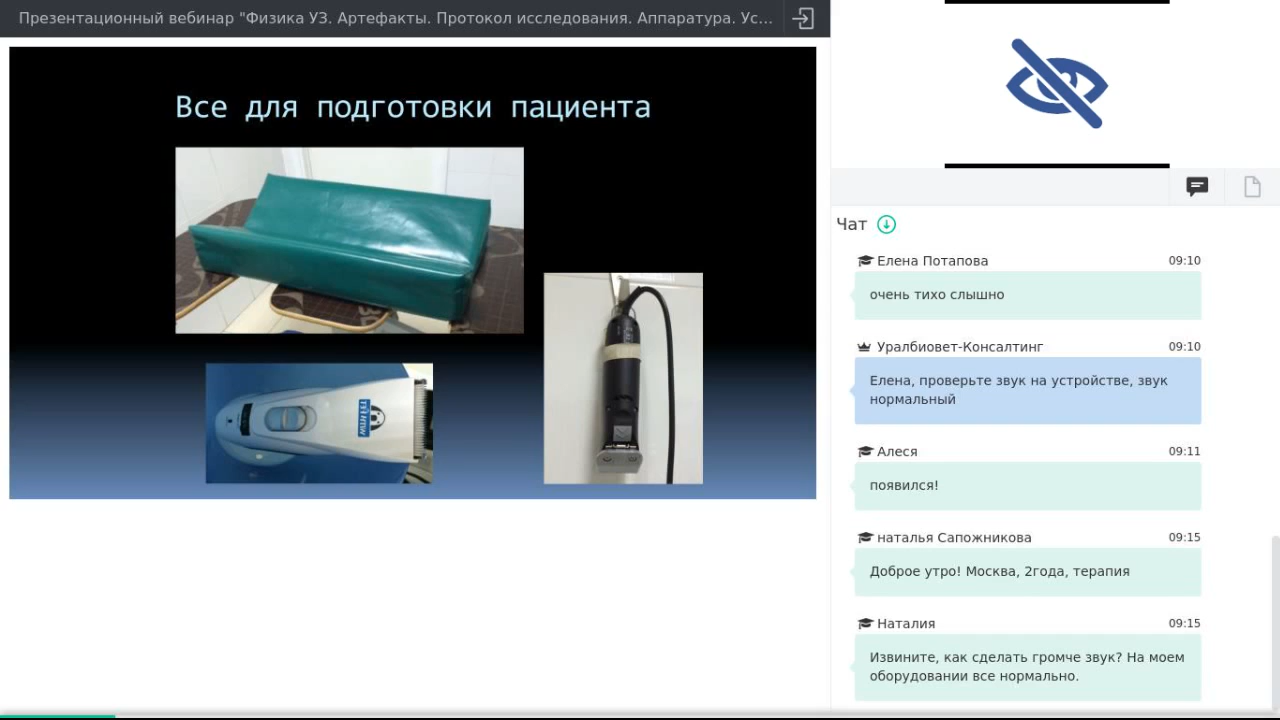 Презентационный вебинар "Физика УЗ. Артефакты. Протокол исследования. Аппаратура. Ус...
Все для подготовки пациента
Чат
Елена Потапова 09:10
очень тихо слышно
Уралбиовет-Консалтинг 09:10
Елена, проверьте звук на устройстве, звук
нормальный
Алеся 09:11
появился!
наталья Сапожникова 09:15
Доброе утро! Москва, 2года, терапия
Наталия 09:15
Извините, как сделать громче звук? На моем
оборудовании все нормально.